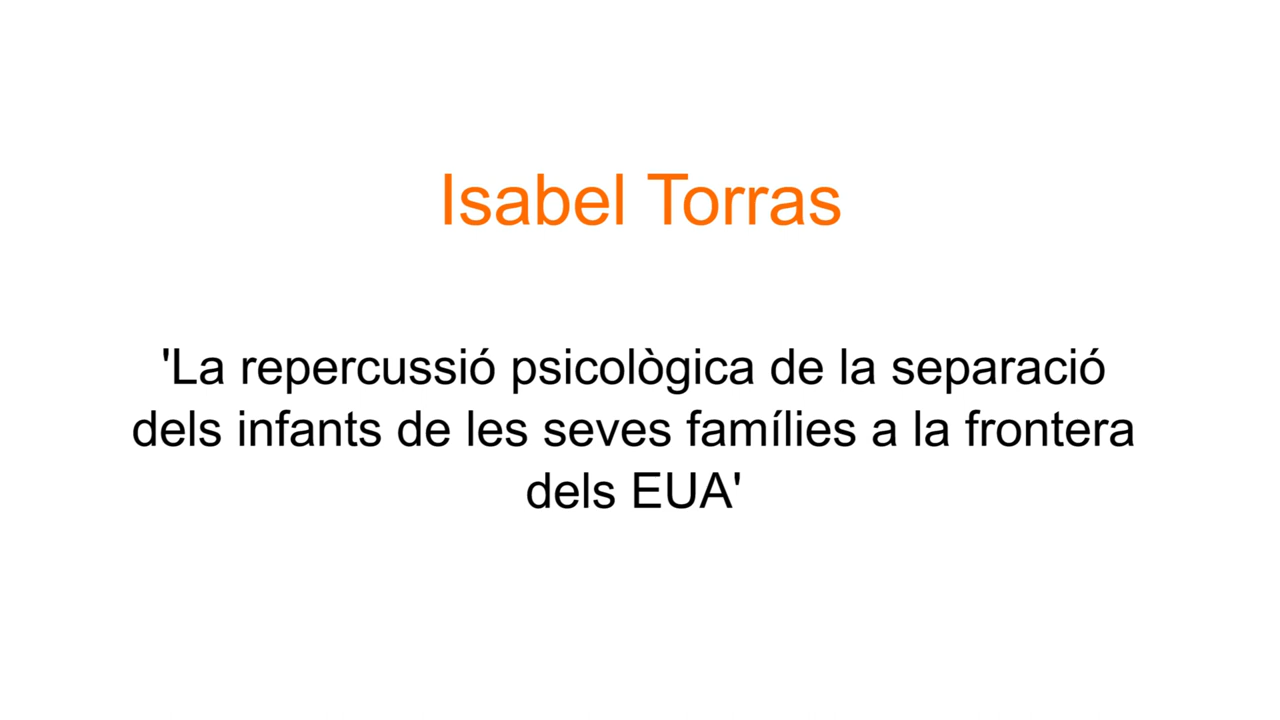 Isabel Torras
'La repercussió psicològica de la separació
dels infants de les seves famílies a la frontera
dels EUA'